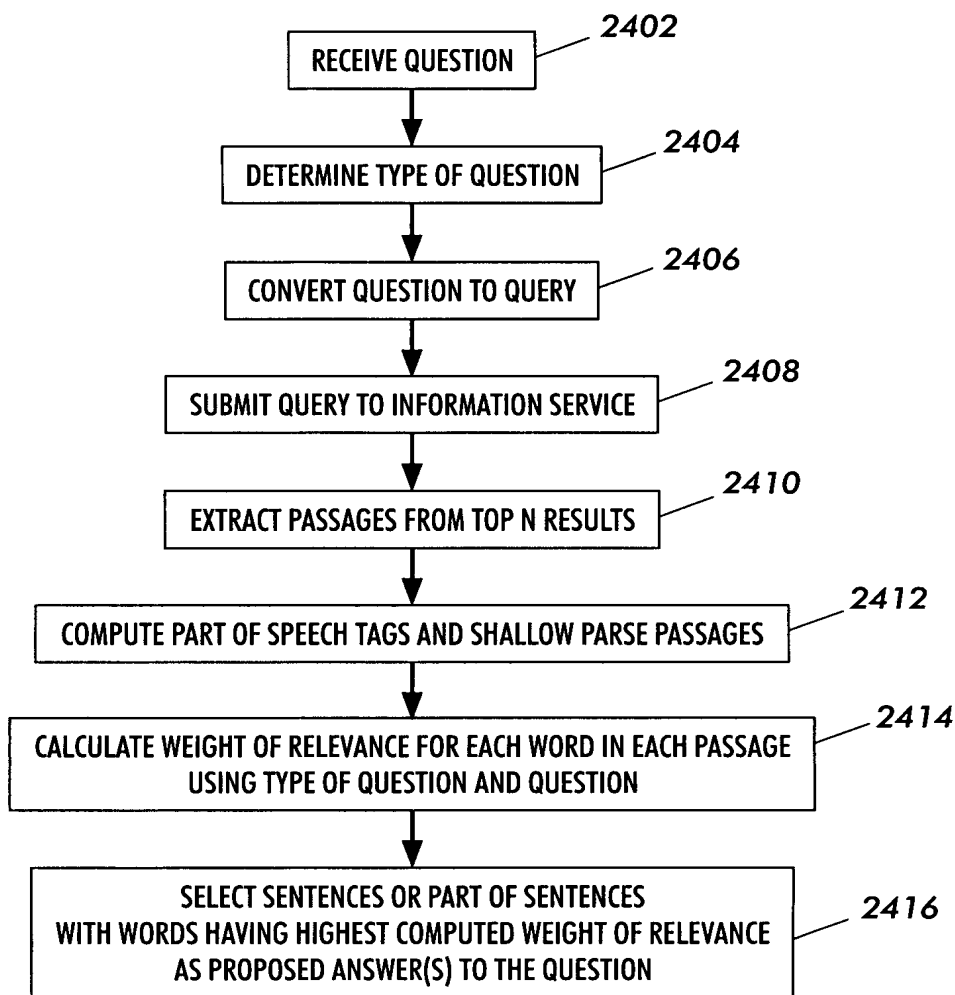 2402
RECEIVE QUESTION
2404
DETERMINE TYPE OF QUESTION
2406
CONVERT QUESTION TO QUERY
2408
SUBMIT QUERY TO INFORMATION SERVICE
2410
EXTRACT PASSAGES FROM TOP N RESULTS
2412
COMPUTE PART OF SPEECH TAGS AND SHALLOW PARSE PASSAGES
2414
CALCULATE WEIGHT OF RELEVANCE FOR EACH WORD IN EACH PASSAGE
USING TYPE OF QUESTION AND QUESTION
2416
SELECT SENTENCES OR PART OF SENTENCES
WITH WORDS HAVING HIGHEST COMPUTED WEIGHT OF RELEVANCE
AS PROPOSED ANSWER(S) TO THE QUESTION